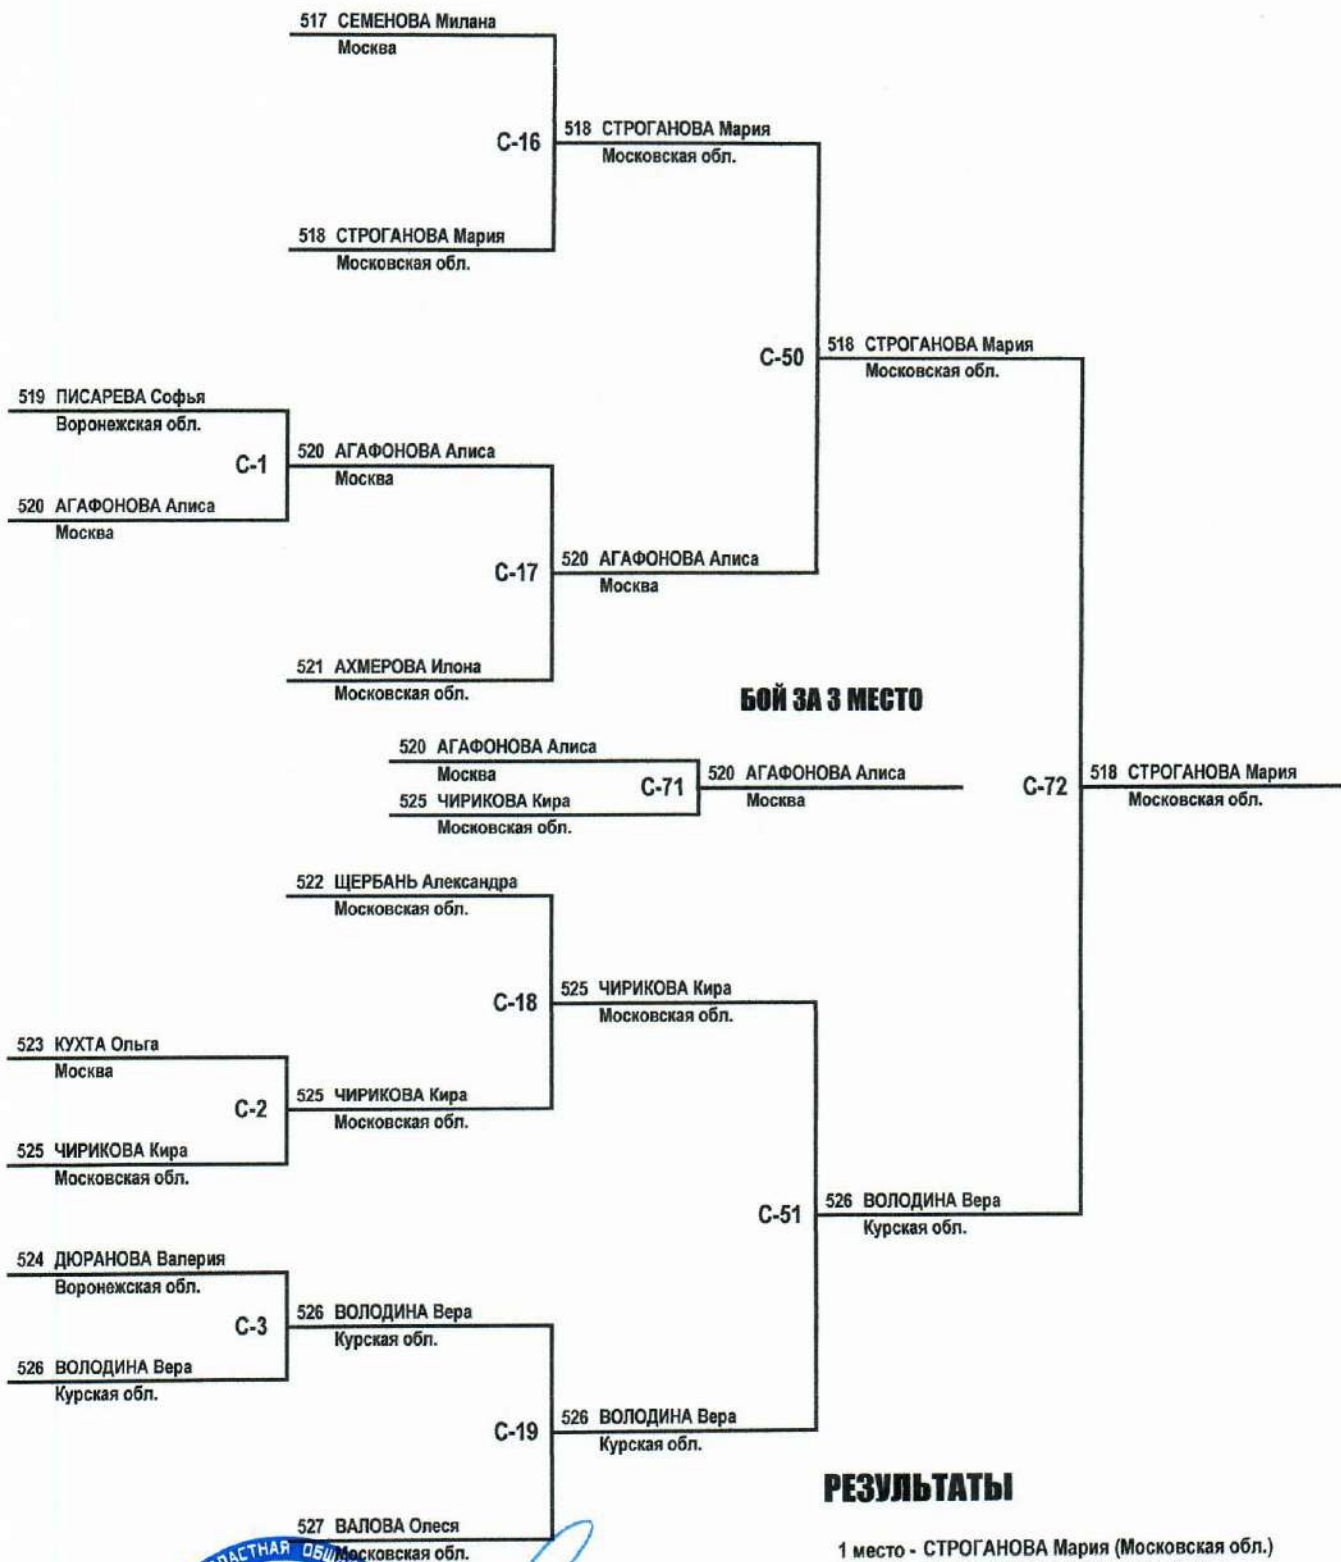 517 СЕМЕНОВА Милана
Москва
С-16
518 СТРОГАНОВА Мария
Московская обл.
518 СТРОГАНОВА Мария
Московская обл.
С-50
518 СТРОГАНОВА Мария
Московская обл.
519 ПИСАРЕВА Софья
Воронежская обл.
С-1
520 АГАФОНОВА Алиса
Москва
520 АГАФОНОВА Алиса
Москва
С-17
520 АГАФОНОВА Алиса
Москва
521 АХМЕРОВА Илона
Московская обл.
БОЙ ЗА 3 МЕСТО
520 АГАФОНОВА Алиса
Москва
525 ЧИРИКОВА Кира
Московская обл.
С-71
520 АГАФОНОВА Алиса
Москва
С-72
518 СТРОГАНОВА Мария
Московская обл.
522 ЩЕРБАНЬ Александра
Московская обл.
С-18
525 ЧИРИКОВА Кира
Московская обл.
523 КУХТА Ольга
Москва
С-2
525 ЧИРИКОВА Кира
Московская обл.
525 ЧИРИКОВА Кира
Московская обл.
С-51
526 ВОЛОДИНА Вера
Курская обл.
524 ДЮРАНОВА Валерия
Воронежская обл.
С-3
526 ВОЛОДИНА Вера
Курская обл.
526 ВОЛОДИНА Вера
Курская обл.
С-19
526 ВОЛОДИНА Вера
Курская обл.
РЕЗУЛЬТАТЫ
527 ВАЛОВА Олеся
Московская обл.
1 место - СТРОГАНОВА Мария (Московская обл.)